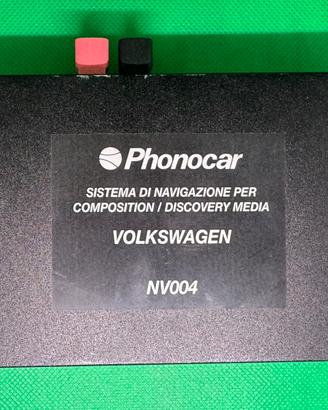 Phonocar
SISTEMA DI NAVIGAZIONE PER
COMPOSITION / DISCOVERY MEDIA
VOLKSWAGEN
NV004